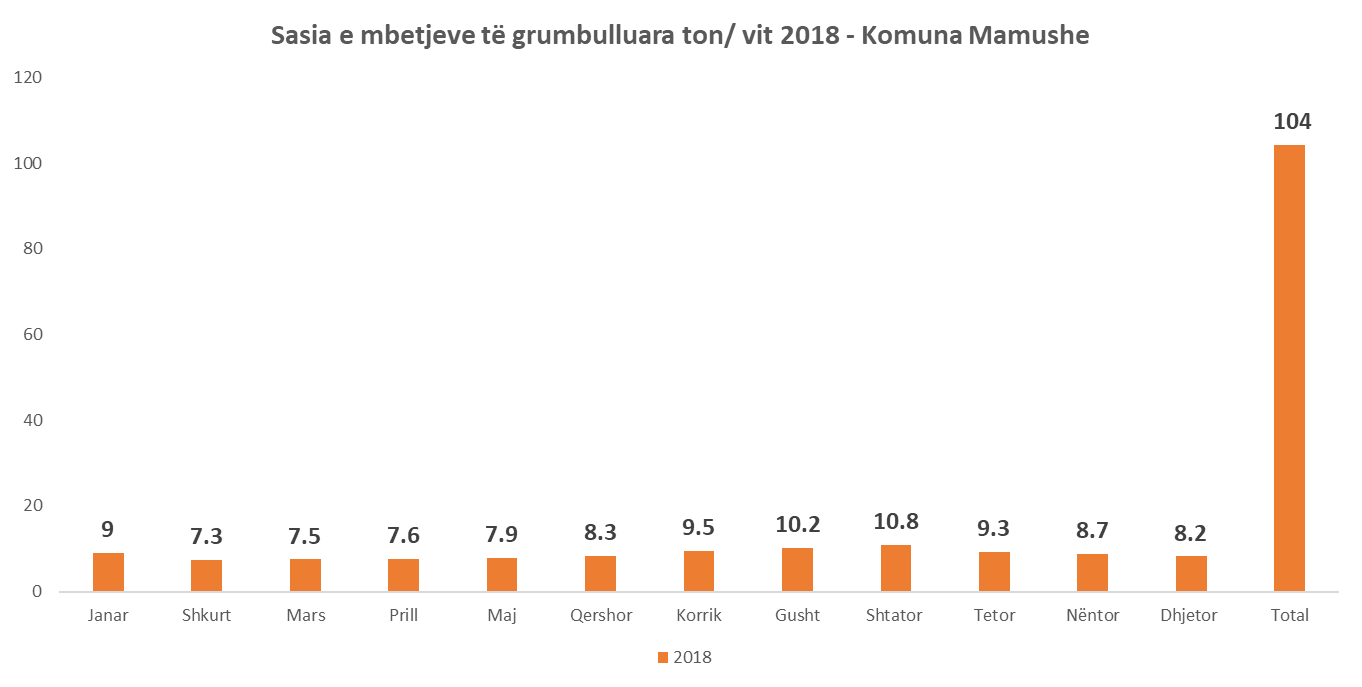 Sasia e mbetjeve të grumbulluara ton/ vit 2018 - Komuna Mamushe
120
100
80
60
40
20
0
9
7.3
7.5
7.6
7.9
8.3
9.5
10.2
10.8
9.3
8.7
8.2
104
Janar
Shkurt
Mars
Prill
Maj
Qershor
Korrik
Gusht
Shtator
Tetor
Nëntor
Dhjetor
Total
2018